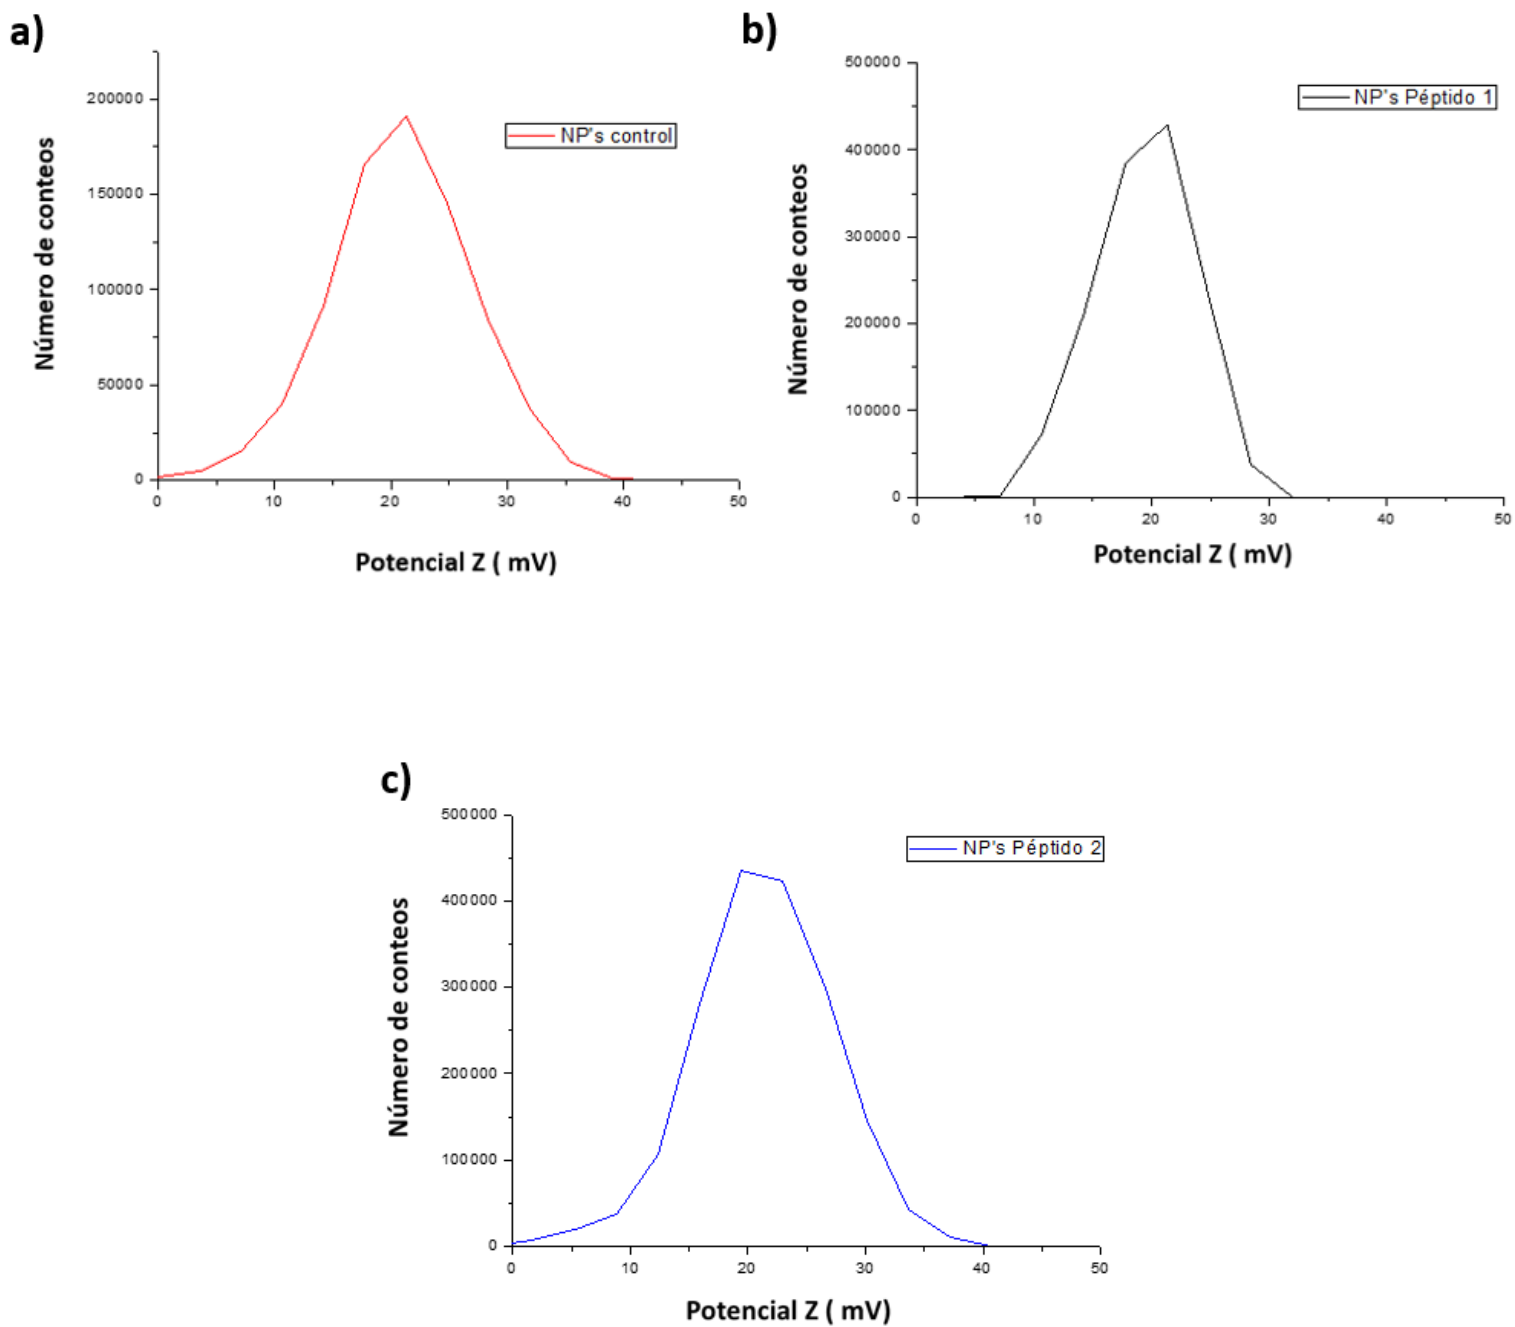 a)
Número de conteos
200000
150000
100000
50000
0
0 10 20 30 40 50
Potencial Z ( mV)
NP's control
b)
Número de conteos
500000
400000
300000
200000
100000
0
0 10 20 30 40 50
Potencial Z ( mV)
NP's Péptido 1
c)
Número de conteos
500000
400000
300000
200000
100000
0
0 10 20 30 40 50
Potencial Z ( mV)
NP's Péptido 2